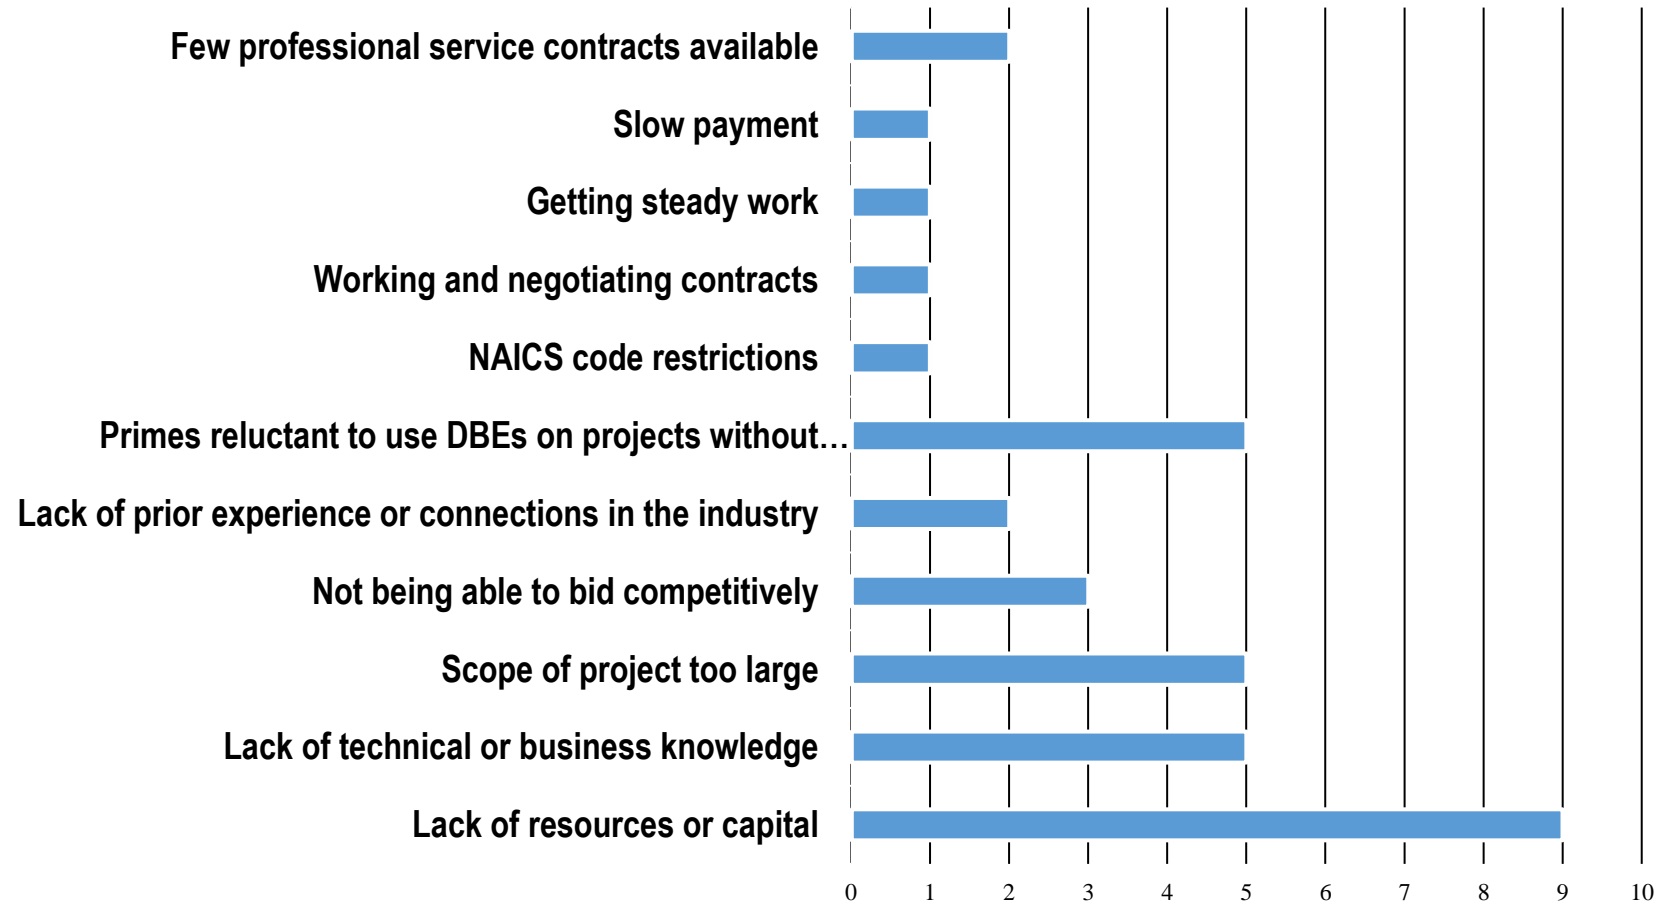 Few professional service contracts available
Slow payment
Getting steady work
Working and negotiating contracts
NAICS code restrictions
Primes reluctant to use DBEs on projects without…
Lack of prior experience or connections in the industry
Not being able to bid competitively
Scope of project too large
Lack of technical or business knowledge
Lack of resources or capital
0 1 2 3 4 5 6 7 8 9 10